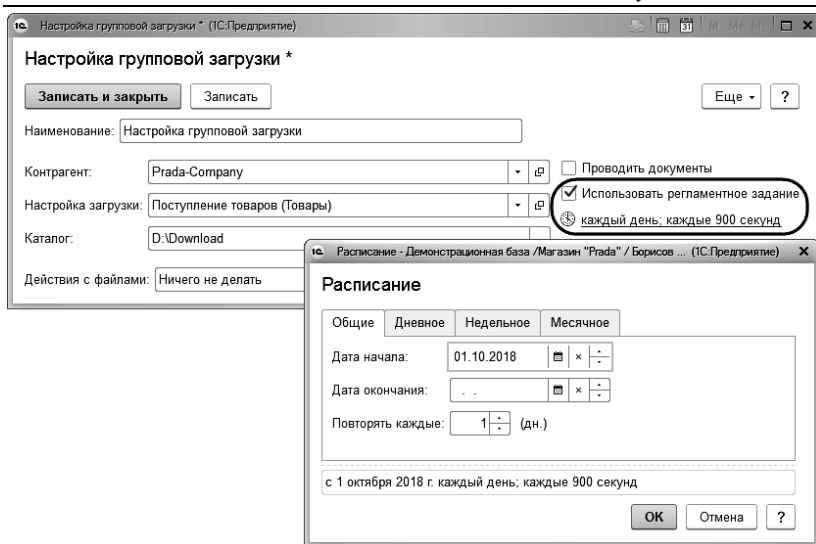 Настройка групповой загрузки * (1С:Предприятие)
31 M M+ M-
Настройка групповой загрузки *
Записать и закрыть Записать Еще ?
Наименование: Настройка групповой загрузки
Контрагент: Prada-Company Проводить документы
Настройка загрузки: Поступление товаров (Товары) Использовать регламентное задание
каждый день; каждые 900 секунд
Каталог: D:\Download
Действия с файлами: Ничего не делать
Расписание - Демонстрационная база /Магазин "Prada" / Борисов ... (1С:Предприятие)
Расписание
Общие Дневное Недельное Месячное
Дата начала: 01.10.2018
Дата окончания: . .
Повторять каждые: 1 (дн.)
с 1 октября 2018 г. каждый день; каждые 900 секунд
OK Отмена ?